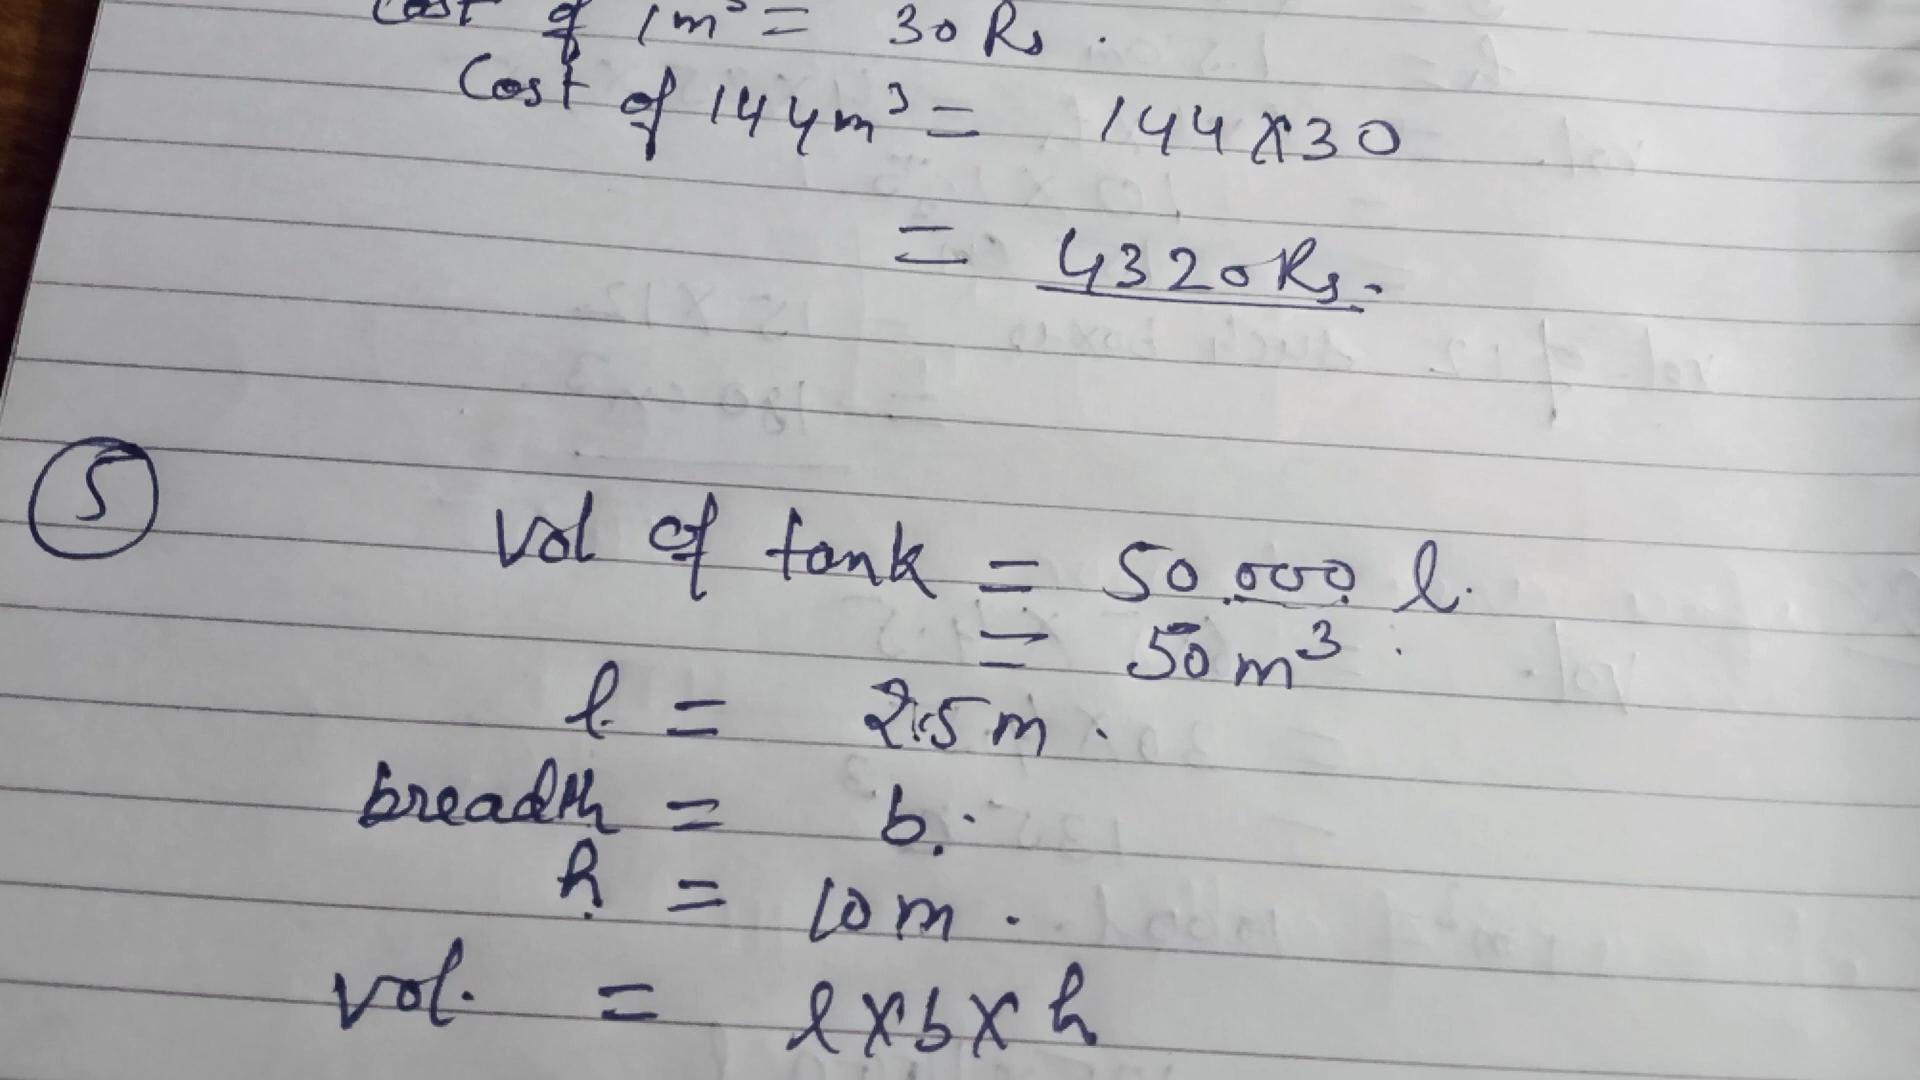 Cost of 1m³ = 30 Rs.
Cost of 144m³ = 144 x 30
= 4320 Rs.
5
Vol of tank = 50,000 l.
= 50 m³.
l. = 2.5 m.
breadth = b.
h = 10 m.
vol. = l x b x h